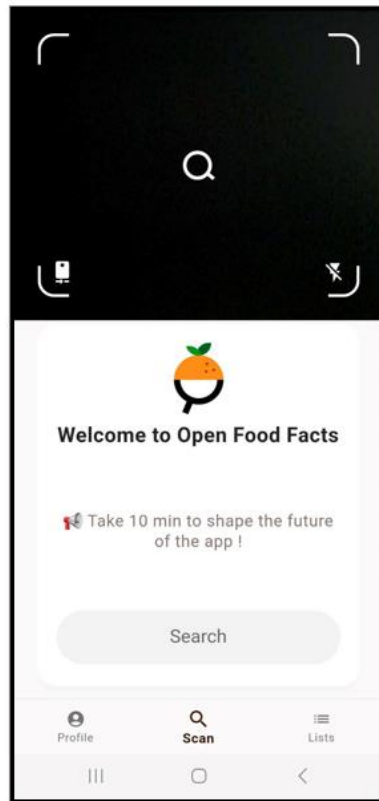 Welcome to Open Food Facts
📢 Take 10 min to shape the future
of the app !
Search
Profile
Scan
Lists